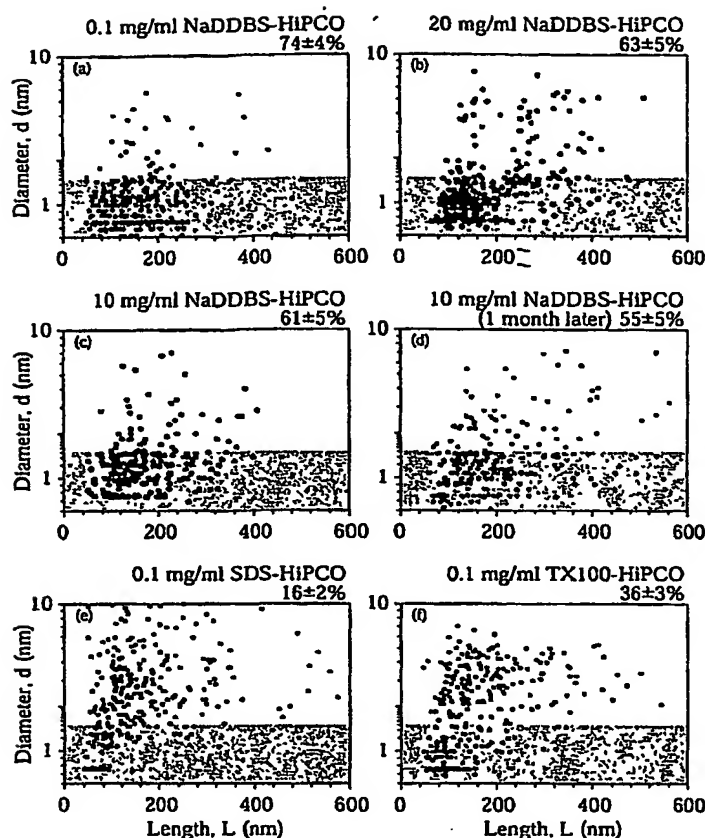 0.1 mg/ml NaDDBS-HiPCO
74±4%
20 mg/ml NaDDBS-HiPCO
63±5%
(a)
(b)
Diameter, d (nm)
10
1
0 200 400 600
10
1
0 200 400 600
10 mg/ml NaDDBS-HiPCO
61±5%
10 mg/ml NaDDBS-HiPCO
(1 month later) 55±5%
(c)
(d)
Diameter, d (nm)
10
1
0 200 400 600
10
1
0 200 400 600
0.1 mg/ml SDS-HiPCO
16±2%
0.1 mg/ml TX100-HiPCO
36±3%
(e)
(f)
Diameter, d (nm)
10
1
0 200 400 600
10
1
0 200 400 600
Length, L (nm)
Length, L (nm)